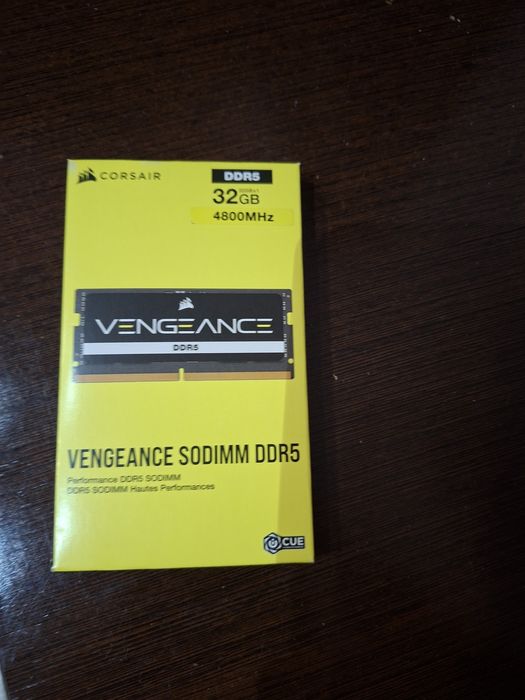 CORSAIR
DDR5
32GB
4800MHz
VENGEANCE
DDR5
VENGEANCE SODIMM DDR5
Performance DDR5 SODIMM
DDR5 SODIMM Hautes Performances
CUE